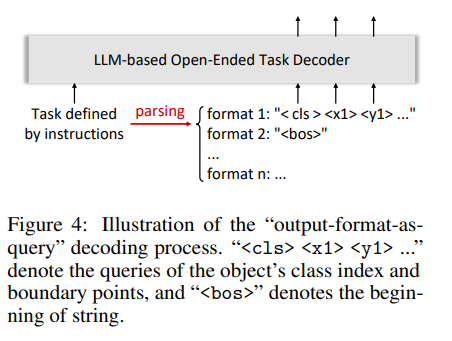 LLM-based Open-Ended Task Decoder
Task defined parsing format 1: "< cls > <x1> <y1> ..."
by instructions format 2: "<bos>"
...
format n: ...
Figure 4: Illustration of the “output-format-as-
query” decoding process. “<cls> <x1> <y1> ...”
denote the queries of the object’s class index and
boundary points, and “<bos>” denotes the begin-
ning of string.